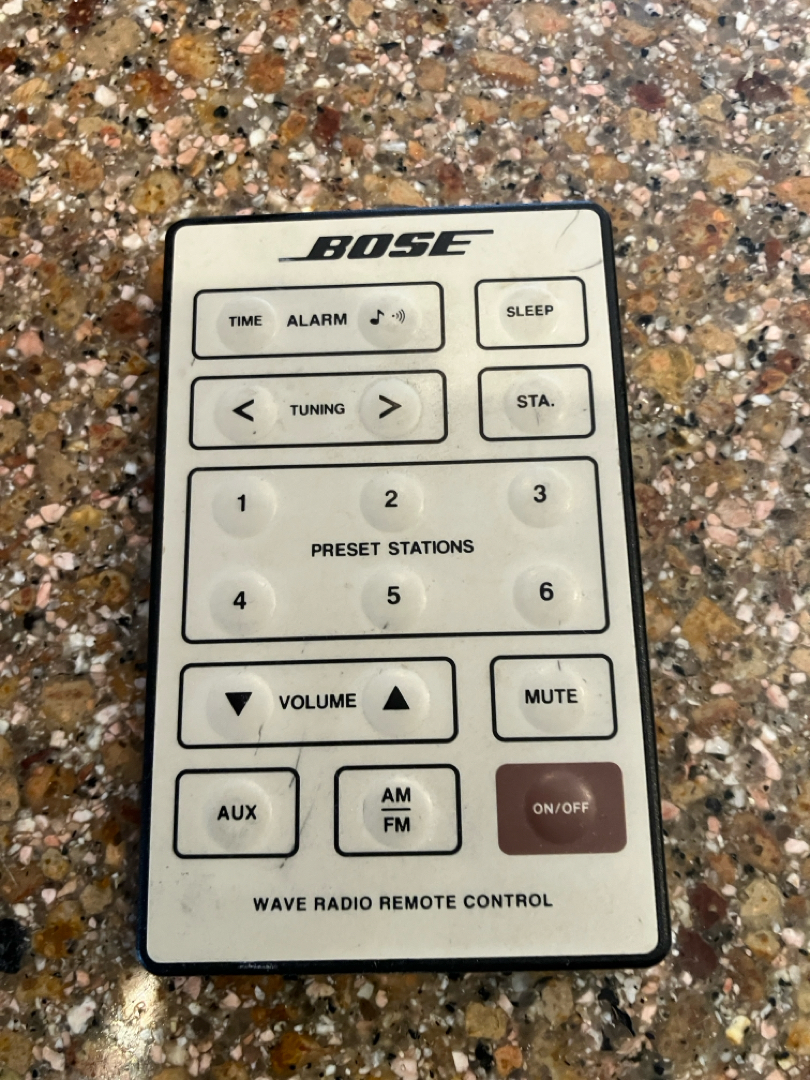 BOSE
TIME ALARM SLEEP
< TUNING > STA.
1 2 3
PRESET STATIONS
4 5 6
VOLUME MUTE
AUX AM ON/OFF
FM
WAVE RADIO REMOTE CONTROL